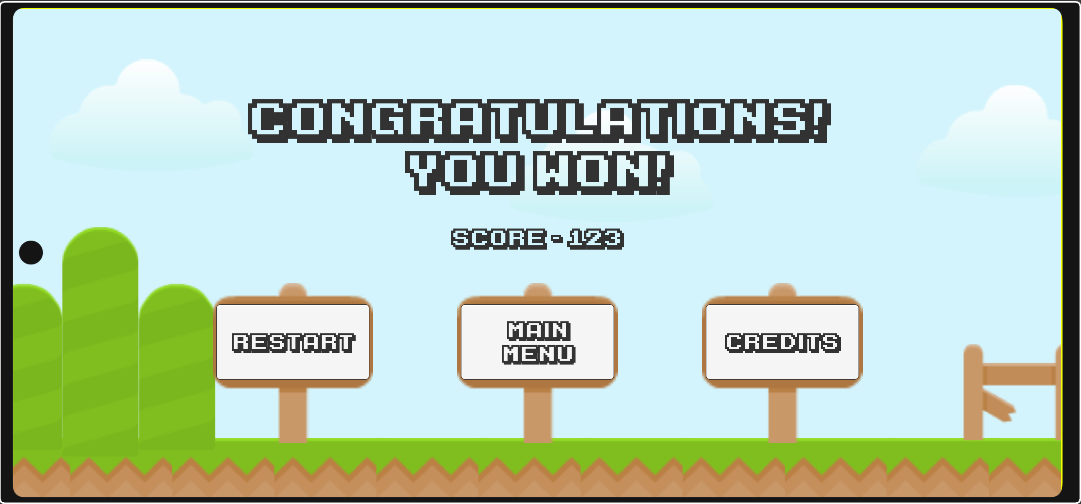 CONGRATULATIONS!
YOU WON!
SCORE - 123
RESTART
MAIN
MENU
CREDITS